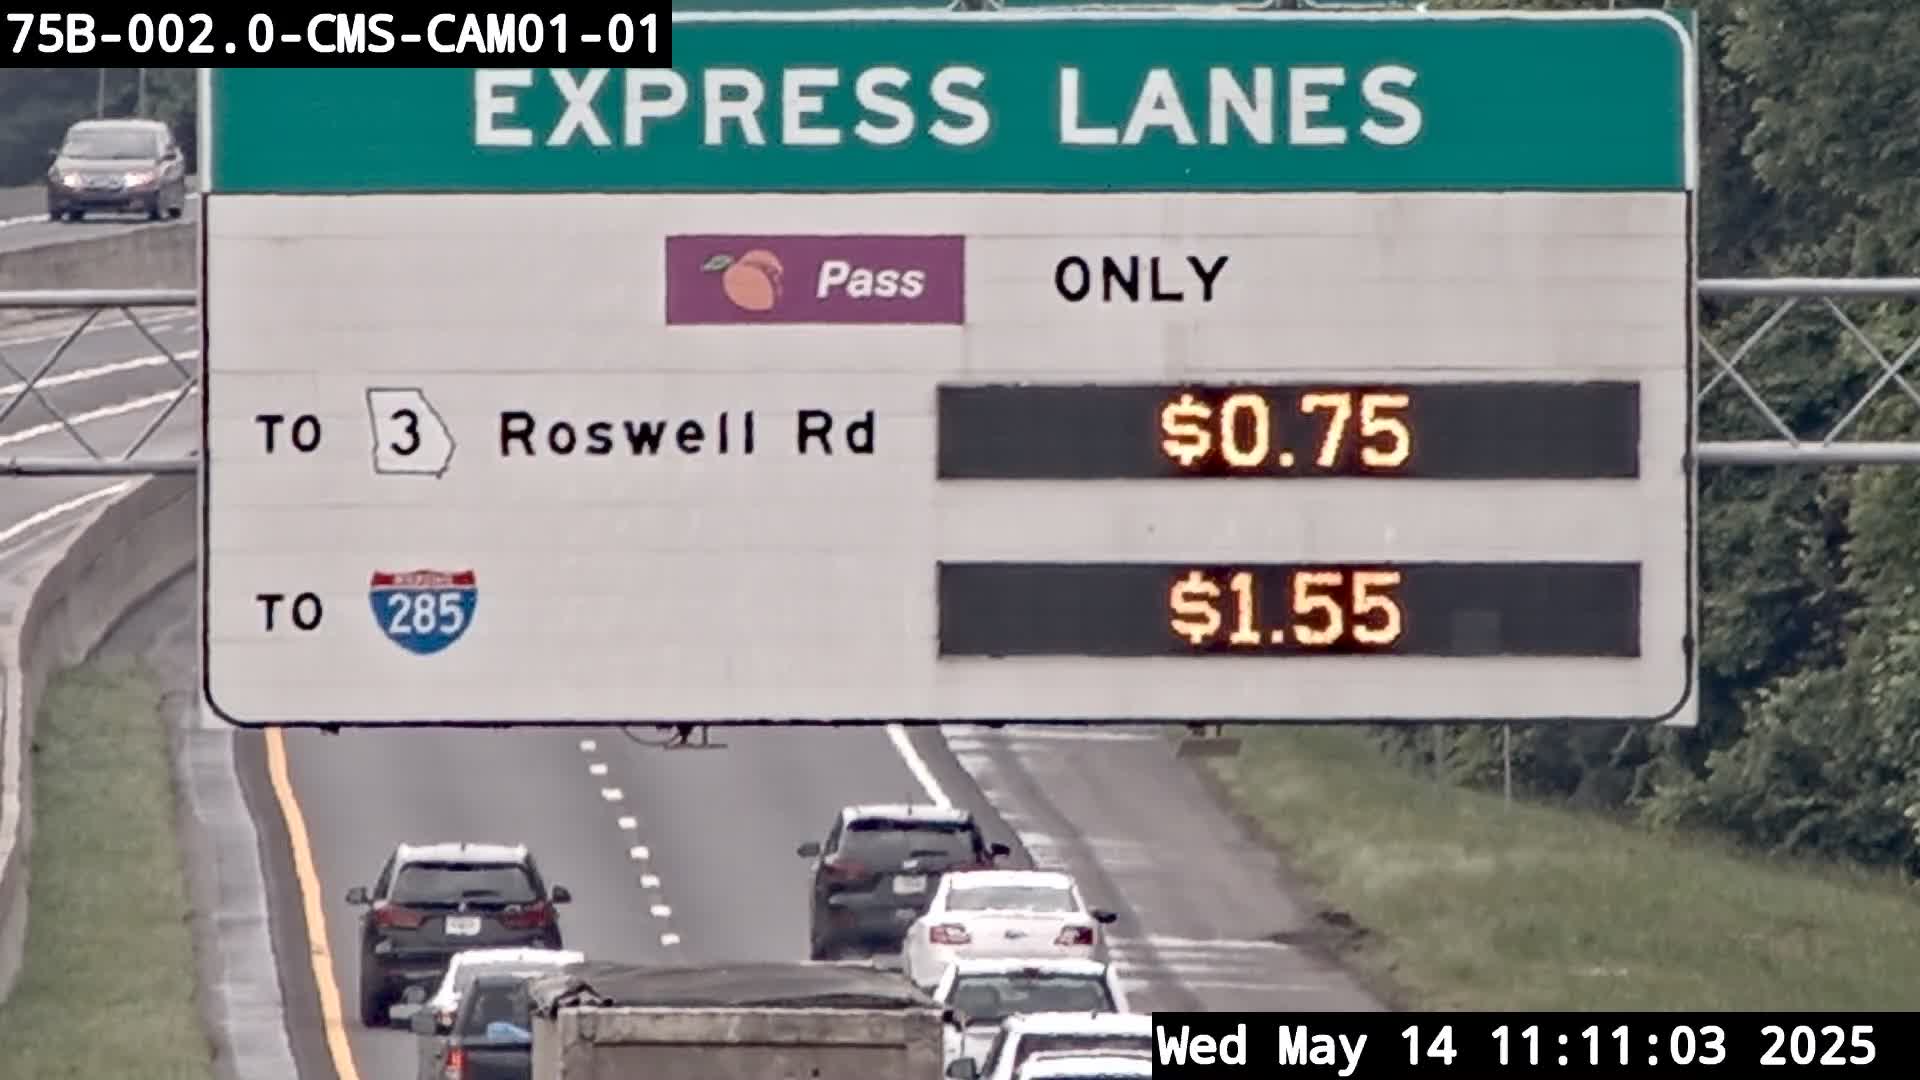 75B-002.0-CMS-CAM01-01
EXPRESS LANES
Pass ONLY
TO 3 Roswell Rd $0.75
TO 285 $1.55
Wed May 14 11:11:03 2025